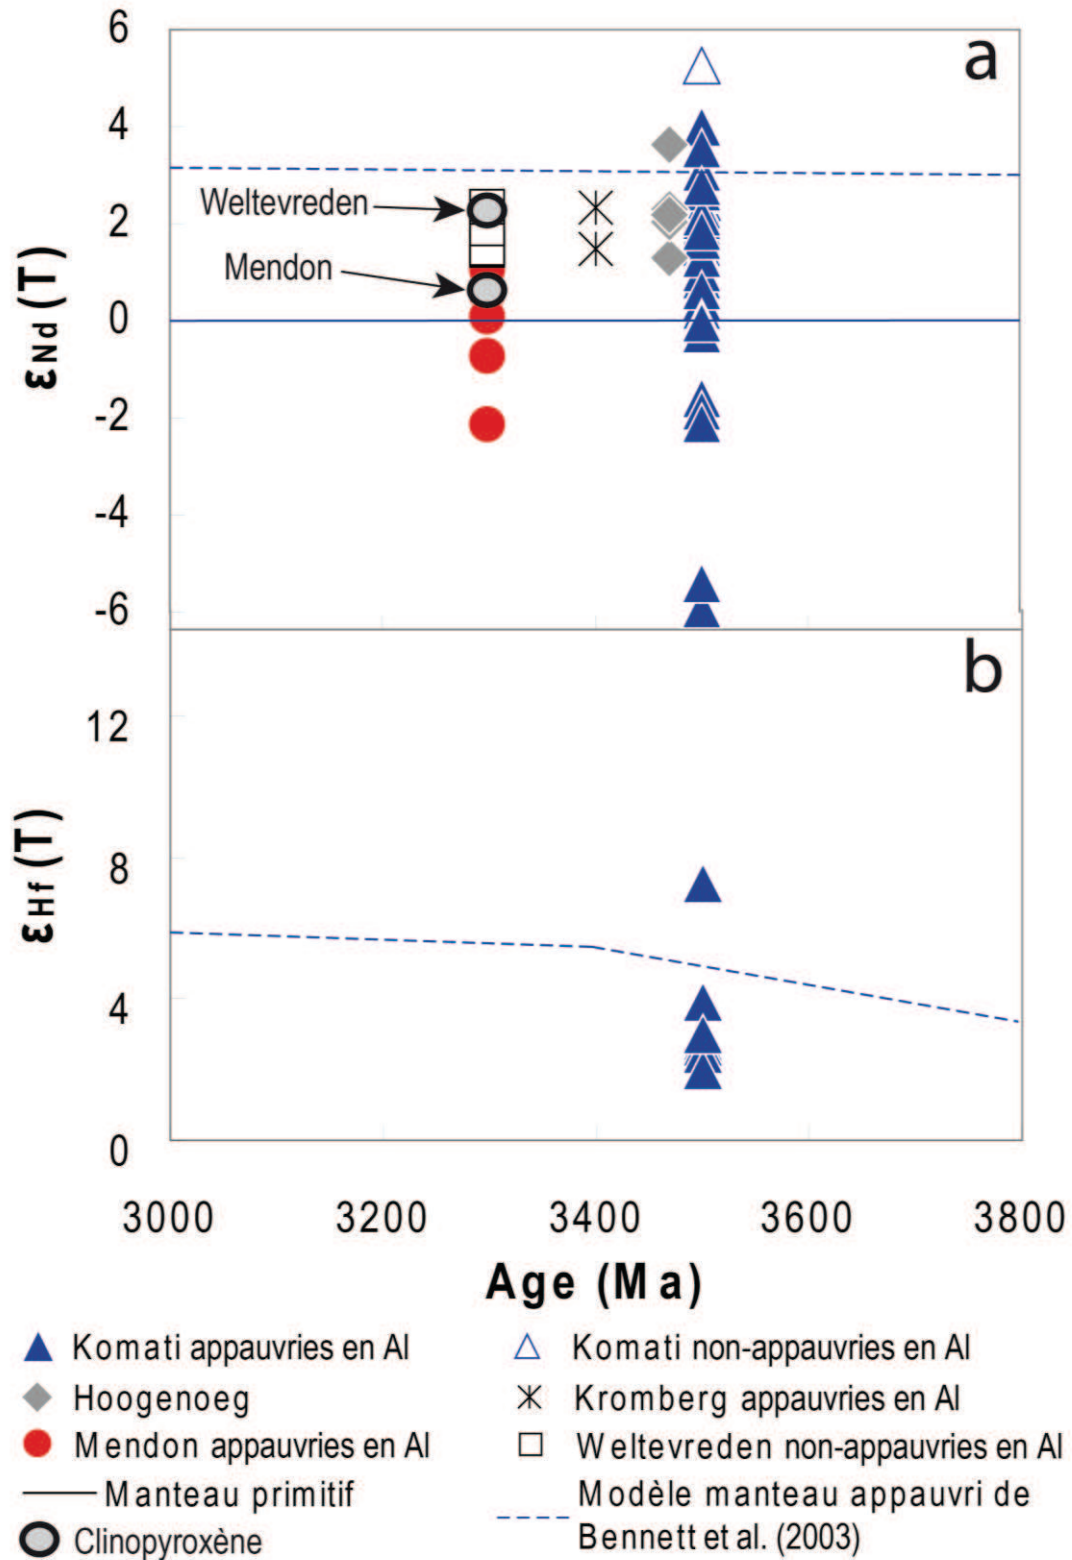 a
6
4
2
0
-2
-4
-6
εNd (T)
Weltevreden
Mendon
b
12
8
4
0
εHf (T)
3000 3200 3400 3600 3800
Age (Ma)
Komati appauvries en Al
Komati non-appauvries en Al
Hoogenoeg
Kromberg appauvries en Al
Mendon appauvries en Al
Weltevreden non-appauvries en Al
Manteau primitif
Modèle manteau appauvri de
Bennett et al. (2003)
Clinopyroxène